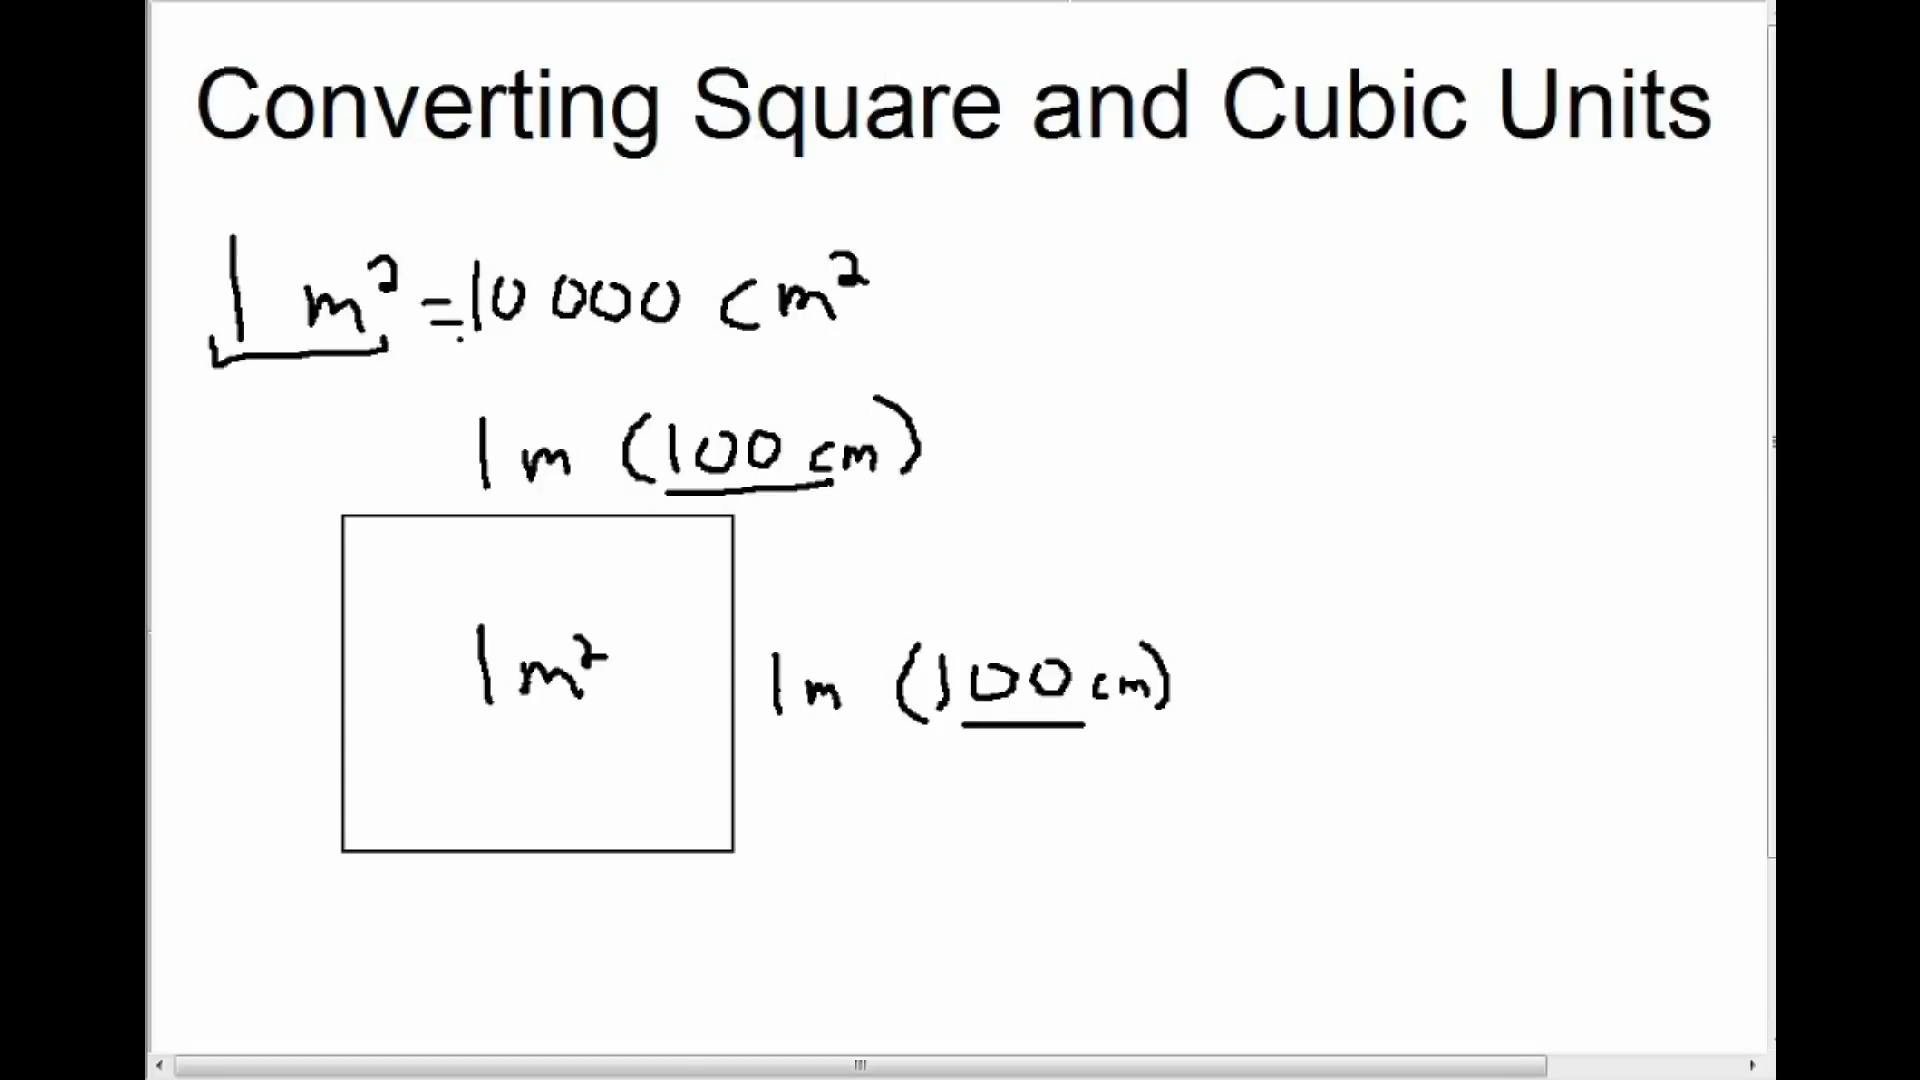 Converting Square and Cubic Units
1 m² = 10 000 cm²
1 m (100 cm)
1 m²
1 m (100 cm)